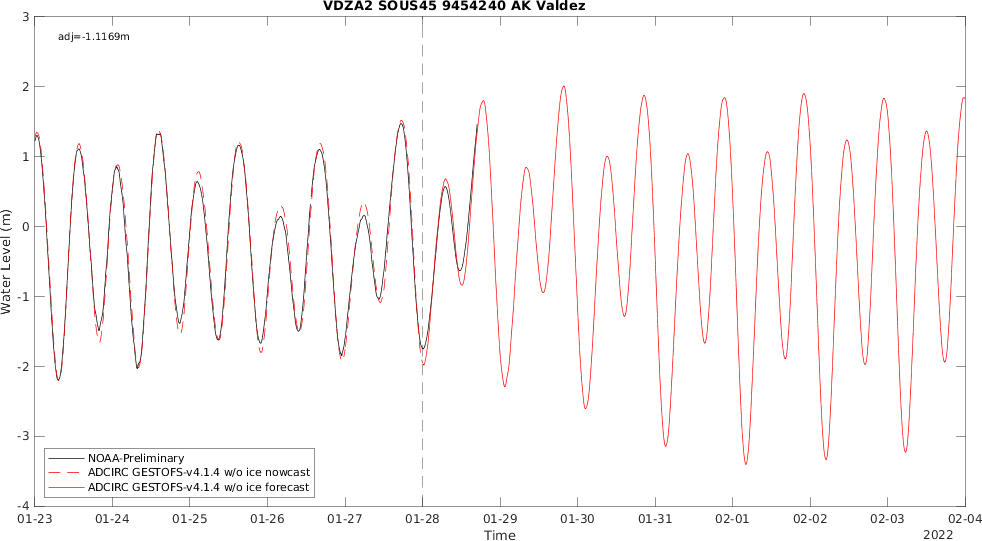 VDZA2 SOUS45 9454240 AK Valdez
adj=-1.1169m
3
2
1
0
-1
-2
-3
-4
Water Level (m)
NOAA-Preliminary
ADCIRC GESTOFS-v4.1.4 w/o ice nowcast
ADCIRC GESTOFS-v4.1.4 w/o ice forecast
01-23 01-24 01-25 01-26 01-27 01-28 01-29 01-30 01-31 02-01 02-02 02-03 02-04
Time
2022